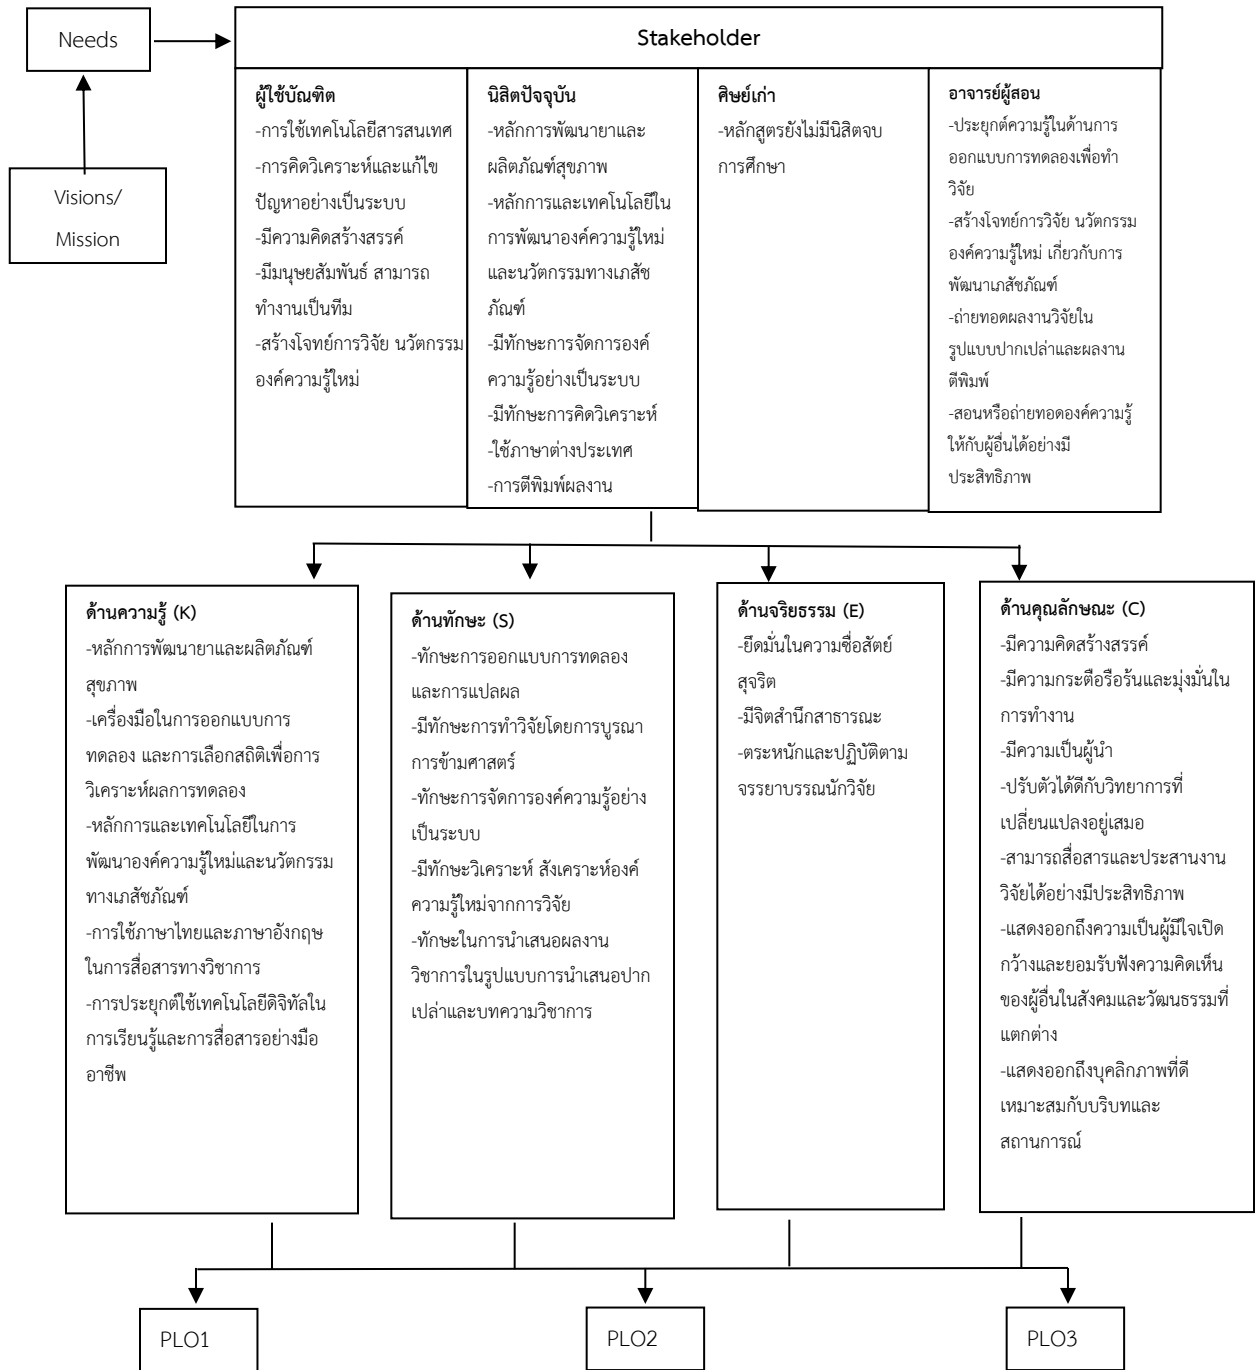 Needs
Stakeholder
Visions/
Mission
ผู้ใช้บัณฑิต
-การใช้เทคโนโลยีสารสนเทศ
-การคิดวิเคราะห์และแก้ไข
ปัญหาอย่างเป็นระบบ
-มีความคิดสร้างสรรค์
-มีมนุษยสัมพันธ์ สามารถ
ทำงานเป็นทีม
-สร้างโจทย์การวิจัย นวัตกรรม
องค์ความรู้ใหม่
นิสิตปัจจุบัน
-หลักการพัฒนายาและ
ผลิตภัณฑ์สุขภาพ
-หลักการและเทคโนโลยีใน
การพัฒนาองค์ความรู้ใหม่
และนวัตกรรมทางเภสัช
ภัณฑ์
-มีทักษะการจัดการองค์
ความรู้อย่างเป็นระบบ
-มีทักษะการคิดวิเคราะห์
-ใช้ภาษาต่างประเทศ
-การตีพิมพ์ผลงาน
ศิษย์เก่า
-หลักสูตรยังไม่มีนิสิตจบ
การศึกษา
อาจารย์ผู้สอน
-ประยุกต์ความรู้ในด้านการ
ออกแบบการทดลองเพื่อทำ
วิจัย
-สร้างโจทย์การวิจัย นวัตกรรม
องค์ความรู้ใหม่ เกี่ยวกับการ
พัฒนาเภสัชภัณฑ์
-ถ่ายทอดผลงานวิจัยใน
รูปแบบปากเปล่าและผลงาน
ตีพิมพ์
-สอนหรือถ่ายทอดองค์ความรู้
ให้กับผู้อื่นได้อย่างมี
ประสิทธิภาพ
ด้านความรู้ (K)
-หลักการพัฒนายาและผลิตภัณฑ์
สุขภาพ
-เครื่องมือในการออกแบบการ
ทดลอง และการเลือกสถิติเพื่อการ
วิเคราะห์ผลการทดลอง
-หลักการและเทคโนโลยีในการ
พัฒนาองค์ความรู้ใหม่และนวัตกรรม
ทางเภสัชภัณฑ์
-การใช้ภาษาไทยและภาษาอังกฤษ
ในการสื่อสารทางวิชาการ
-การประยุกต์ใช้เทคโนโลยีดิจิทัลใน
การเรียนรู้และการสื่อสารอย่างมือ
อาชีพ
ด้านทักษะ (S)
-ทักษะการออกแบบการทดลอง
และการแปลผล
-มีทักษะการทำวิจัยโดยการบูรณา
การข้ามศาสตร์
-ทักษะการจัดการองค์ความรู้อย่าง
เป็นระบบ
-มีทักษะวิเคราะห์ สังเคราะห์องค์
ความรู้ใหม่จากการวิจัย
-ทักษะในการนำเสนอผลงาน
วิชาการในรูปแบบการนำเสนอปาก
เปล่าและบทความวิชาการ
ด้านจริยธรรม (E)
-ยึดมั่นในความซื่อสัตย์
สุจริต
-มีจิตสำนึกสาธารณะ
-ตระหนักและปฏิบัติตาม
จรรยาบรรณนักวิจัย
ด้านคุณลักษณะ (C)
-มีความคิดสร้างสรรค์
-มีความกระตือรือร้นและมุ่งมั่นใน
การทำงาน
-มีความเป็นผู้นำ
-ปรับตัวได้ดีกับวิทยาการที่
เปลี่ยนแปลงอยู่เสมอ
-สามารถสื่อสารและประสานงาน
วิจัยได้อย่างมีประสิทธิภาพ
-แสดงออกถึงความเป็นผู้มีใจเปิด
กว้างและยอมรับฟังความคิดเห็น
ของผู้อื่นในสังคมและวัฒนธรรมที่
แตกต่าง
-แสดงออกถึงบุคลิกภาพที่ดี
เหมาะสมกับบริบทและ
สถานการณ์
PLO1
PLO2
PLO3